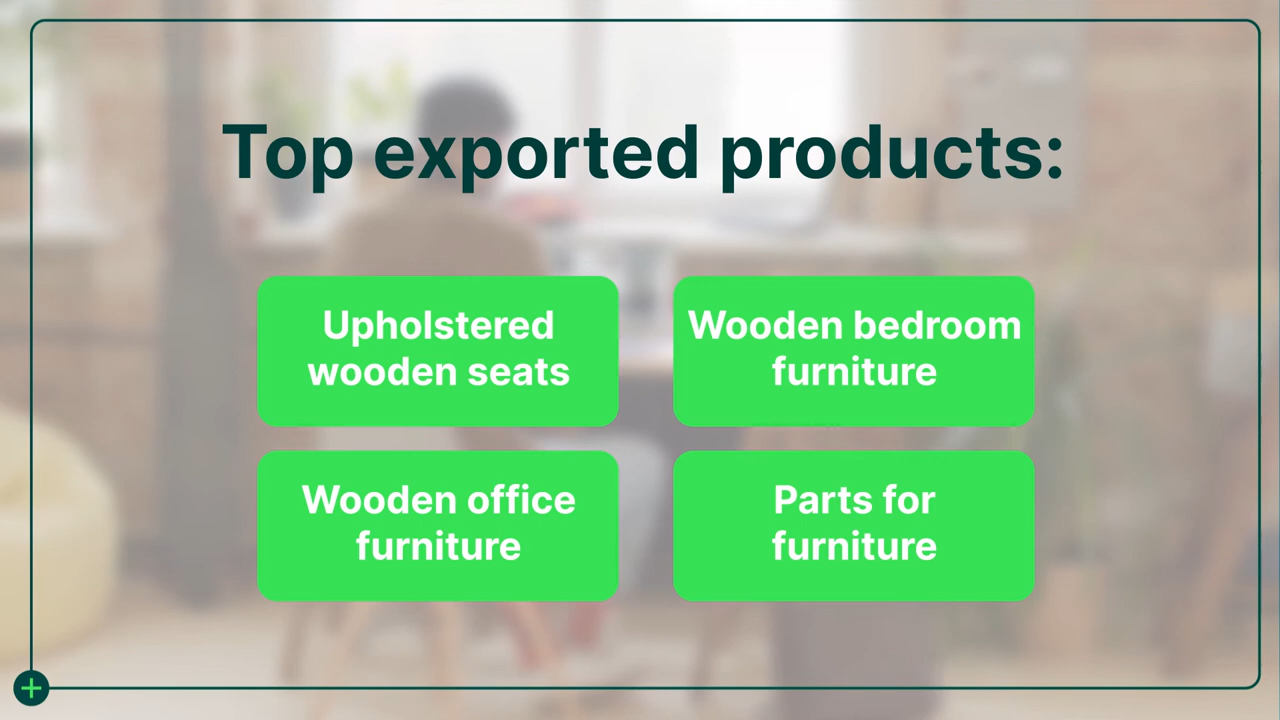 Top exported products:
Upholstered
wooden seats
Wooden bedroom
furniture
Wooden office
furniture
Parts for
furniture